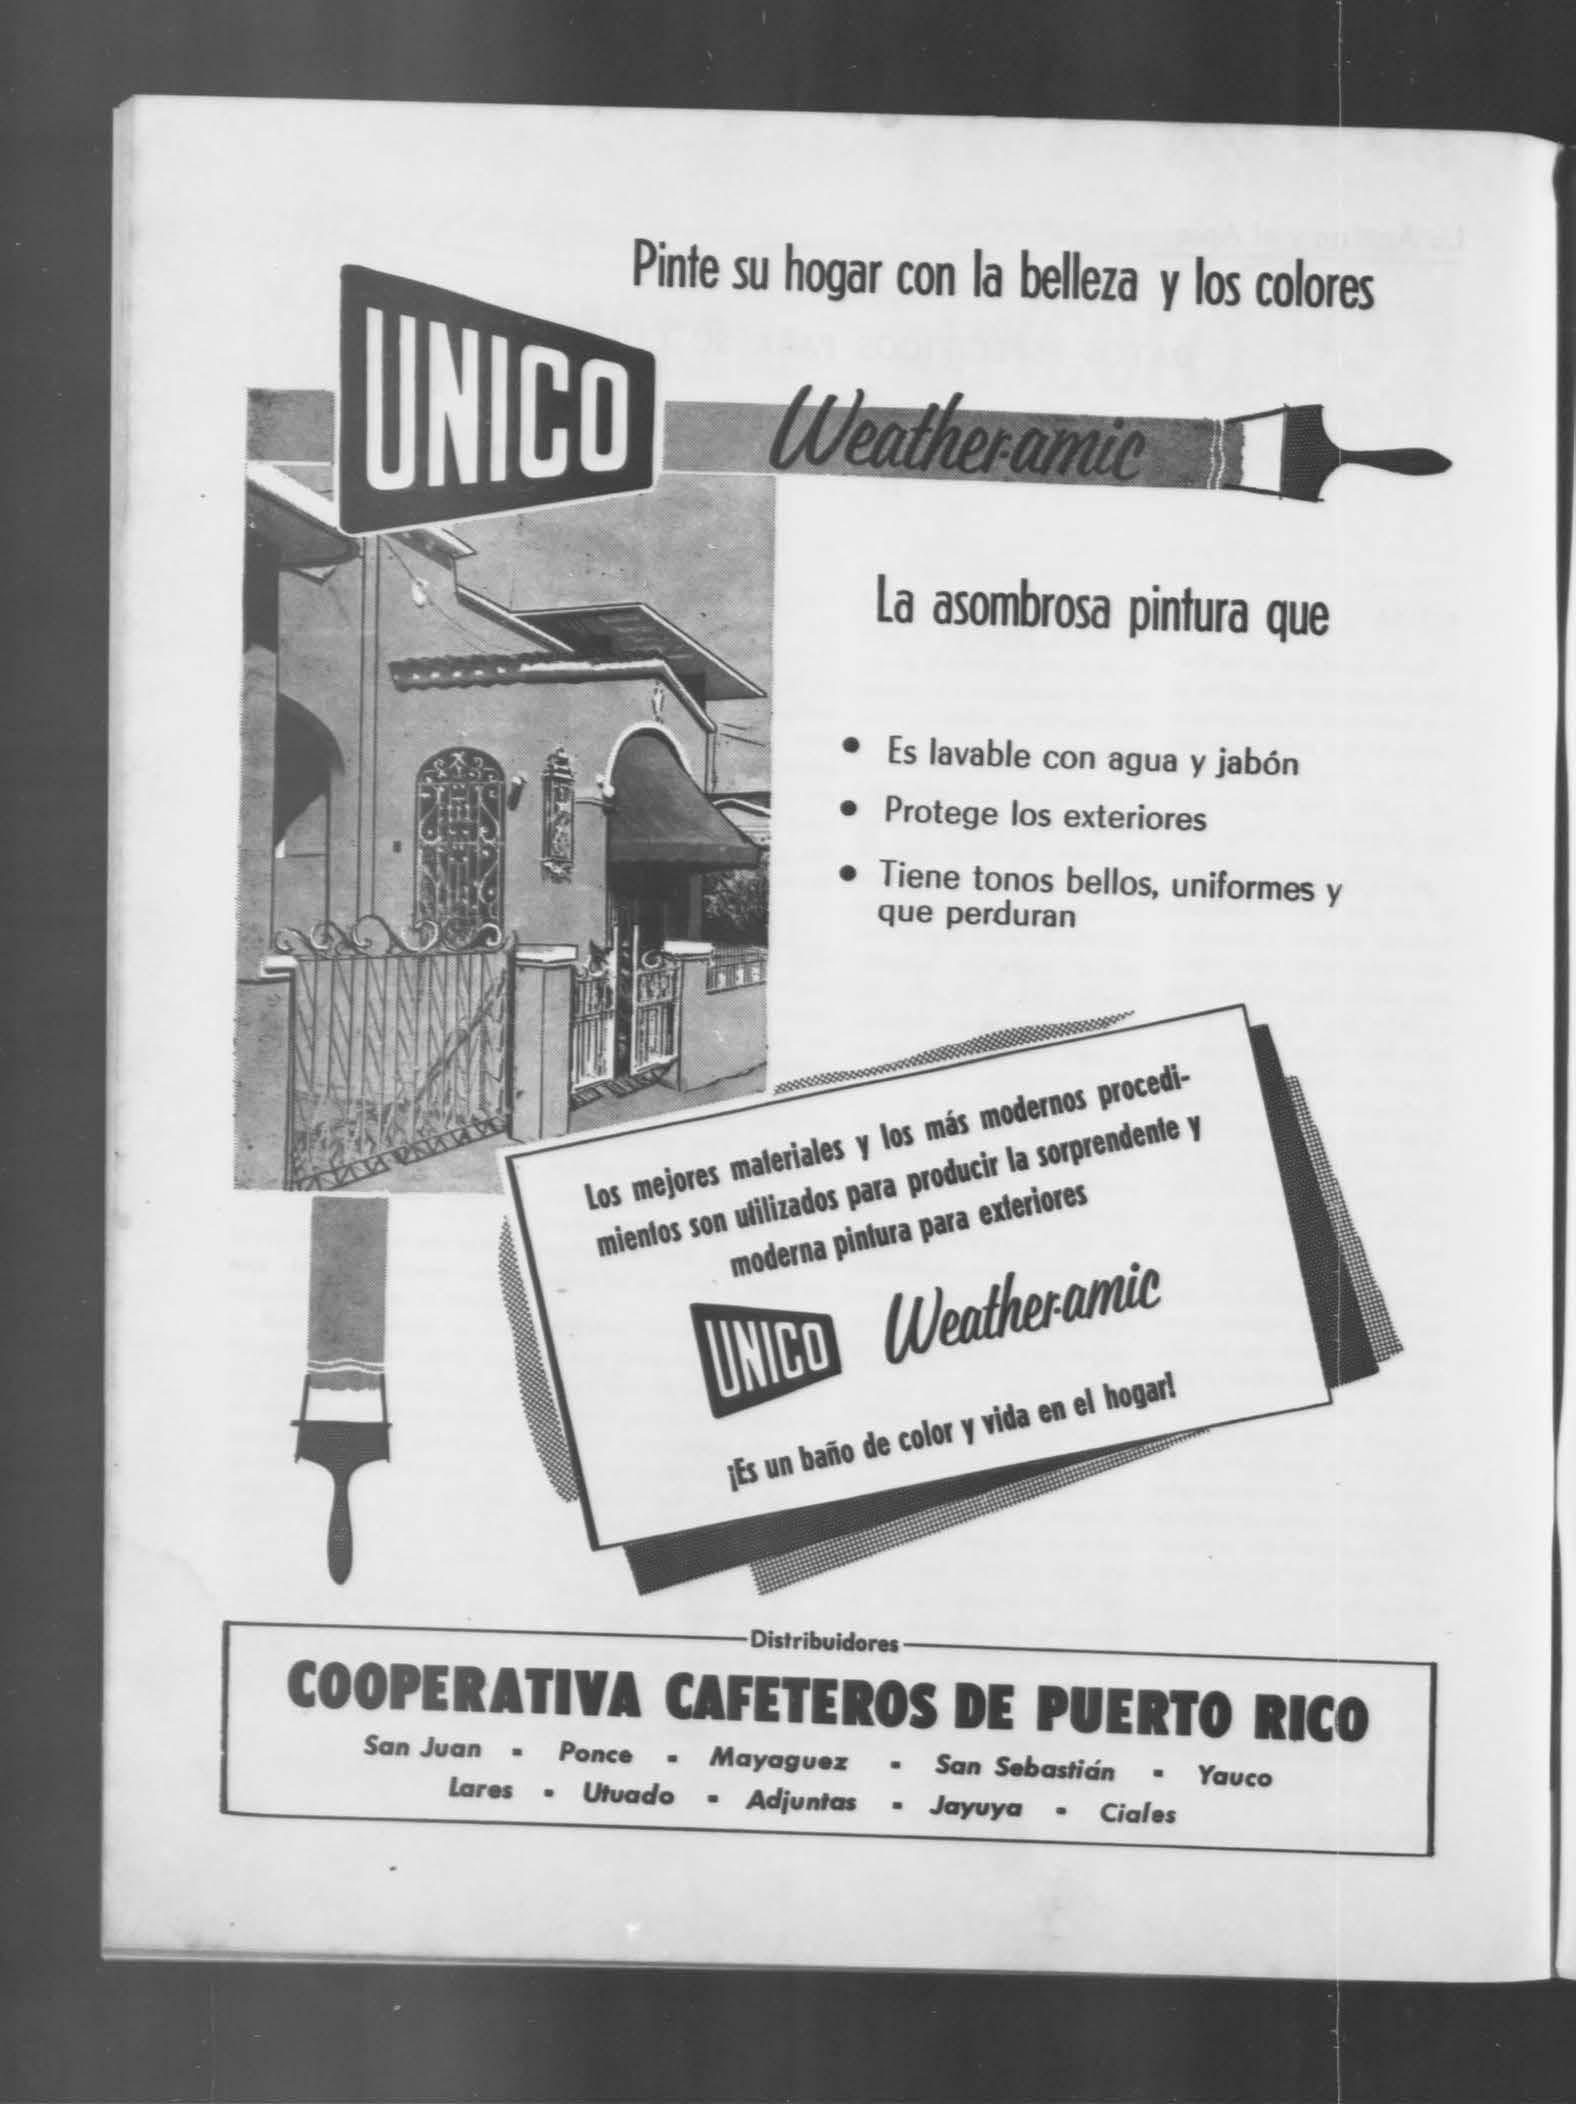 Pinte su hogar con la belleza y los colores
UNICO
Weather-amic
La asombrosa pintura que
• Es lavable con agua y jabón
• Protege los exteriores
• Tiene tonos bellos, uniformes y
que perduran
Los mejores materiales y los más modernos procedi-
mientos son utilizados para producir la sorprendente y
moderna pintura para exteriores
UNICO Weather-amic
¡Es un baño de color y vida en el hogar!
Distribuidores
COOPERATIVA CAFETEROS DE PUERTO RICO
San Juan - Ponce - Mayaguez - San Sebastián - Yauco
Lares - Utuado - Adjuntas - Jayuya - Ciales